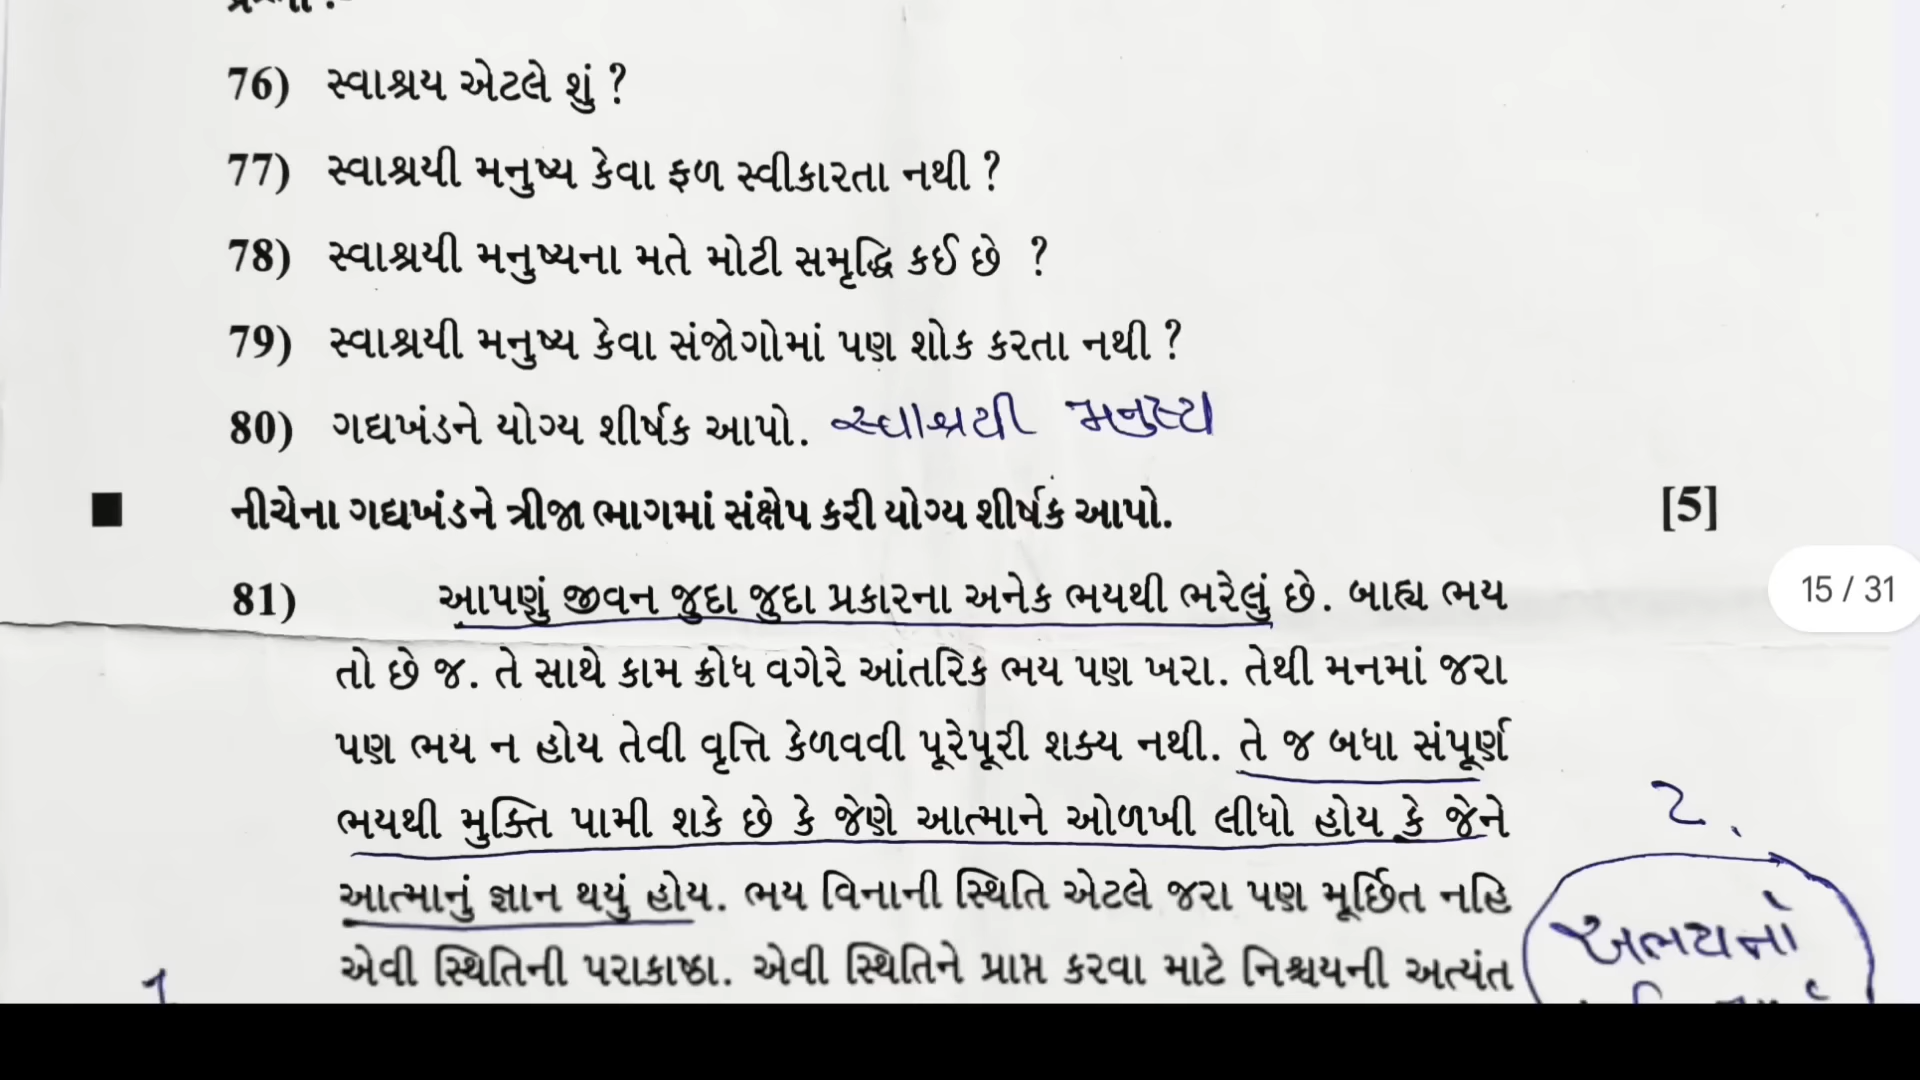 76) સ્વાશ્રય એટલે શું ?
77) સ્વાશ્રયી મનુષ્ય કેવા ફળ સ્વીકારતા નથી ?
78) સ્વાશ્રયી મનુષ્યના મતે મોટી સમૃદ્ધિ કઈ છે ?
79) સ્વાશ્રયી મનુષ્ય કેવા સંજોગોમાં પણ શોક કરતા નથી ?
80) ગદ્યખંડને યોગ્ય શીર્ષક આપો. સ્વાશ્રયી મનુષ્ય
■ નીચેના ગદ્યખંડને ત્રીજા ભાગમાં સંક્ષેપ કરી યોગ્ય શીર્ષક આપો. [5]
81) આપણું જીવન જુદા જુદા પ્રકારના અનેક ભયથી ભરેલું છે. બાહ્ય ભય
15 / 31
તો છે જ. તે સાથે કામ ક્રોધ વગેરે આંતરિક ભય પણ ખરા. તેથી મનમાં જરા
પણ ભય ન હોય તેવી વૃત્તિ કેળવવી પૂરેપૂરી શક્ય નથી. તે જ બધા સંપૂર્ણ
ભયથી મુક્તિ પામી શકે છે કે જેણે આત્માને ઓળખી લીધો હોય કે જેને
2.
આત્માનું જ્ઞાન થયું હોય. ભય વિનાની સ્થિતિ એટલે જરા પણ મૂર્છિત નહિ
અભયનો
એવી સ્થિતિની પરાકાષ્ઠા. એવી સ્થિતિને પ્રાપ્ત કરવા માટે નિશ્ચયની અત્યંત